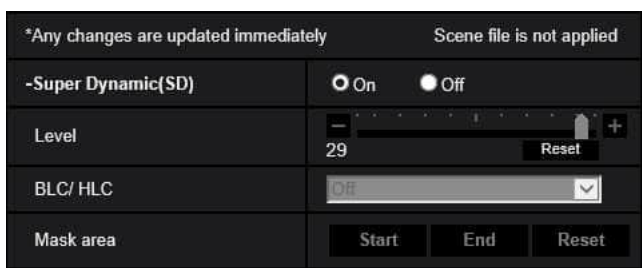 *Any changes are updated immediately Scene file is not applied
-Super Dynamic(SD) On Off
Level - +
29 Reset
BLC/ HLC Off
Mask area Start End Reset